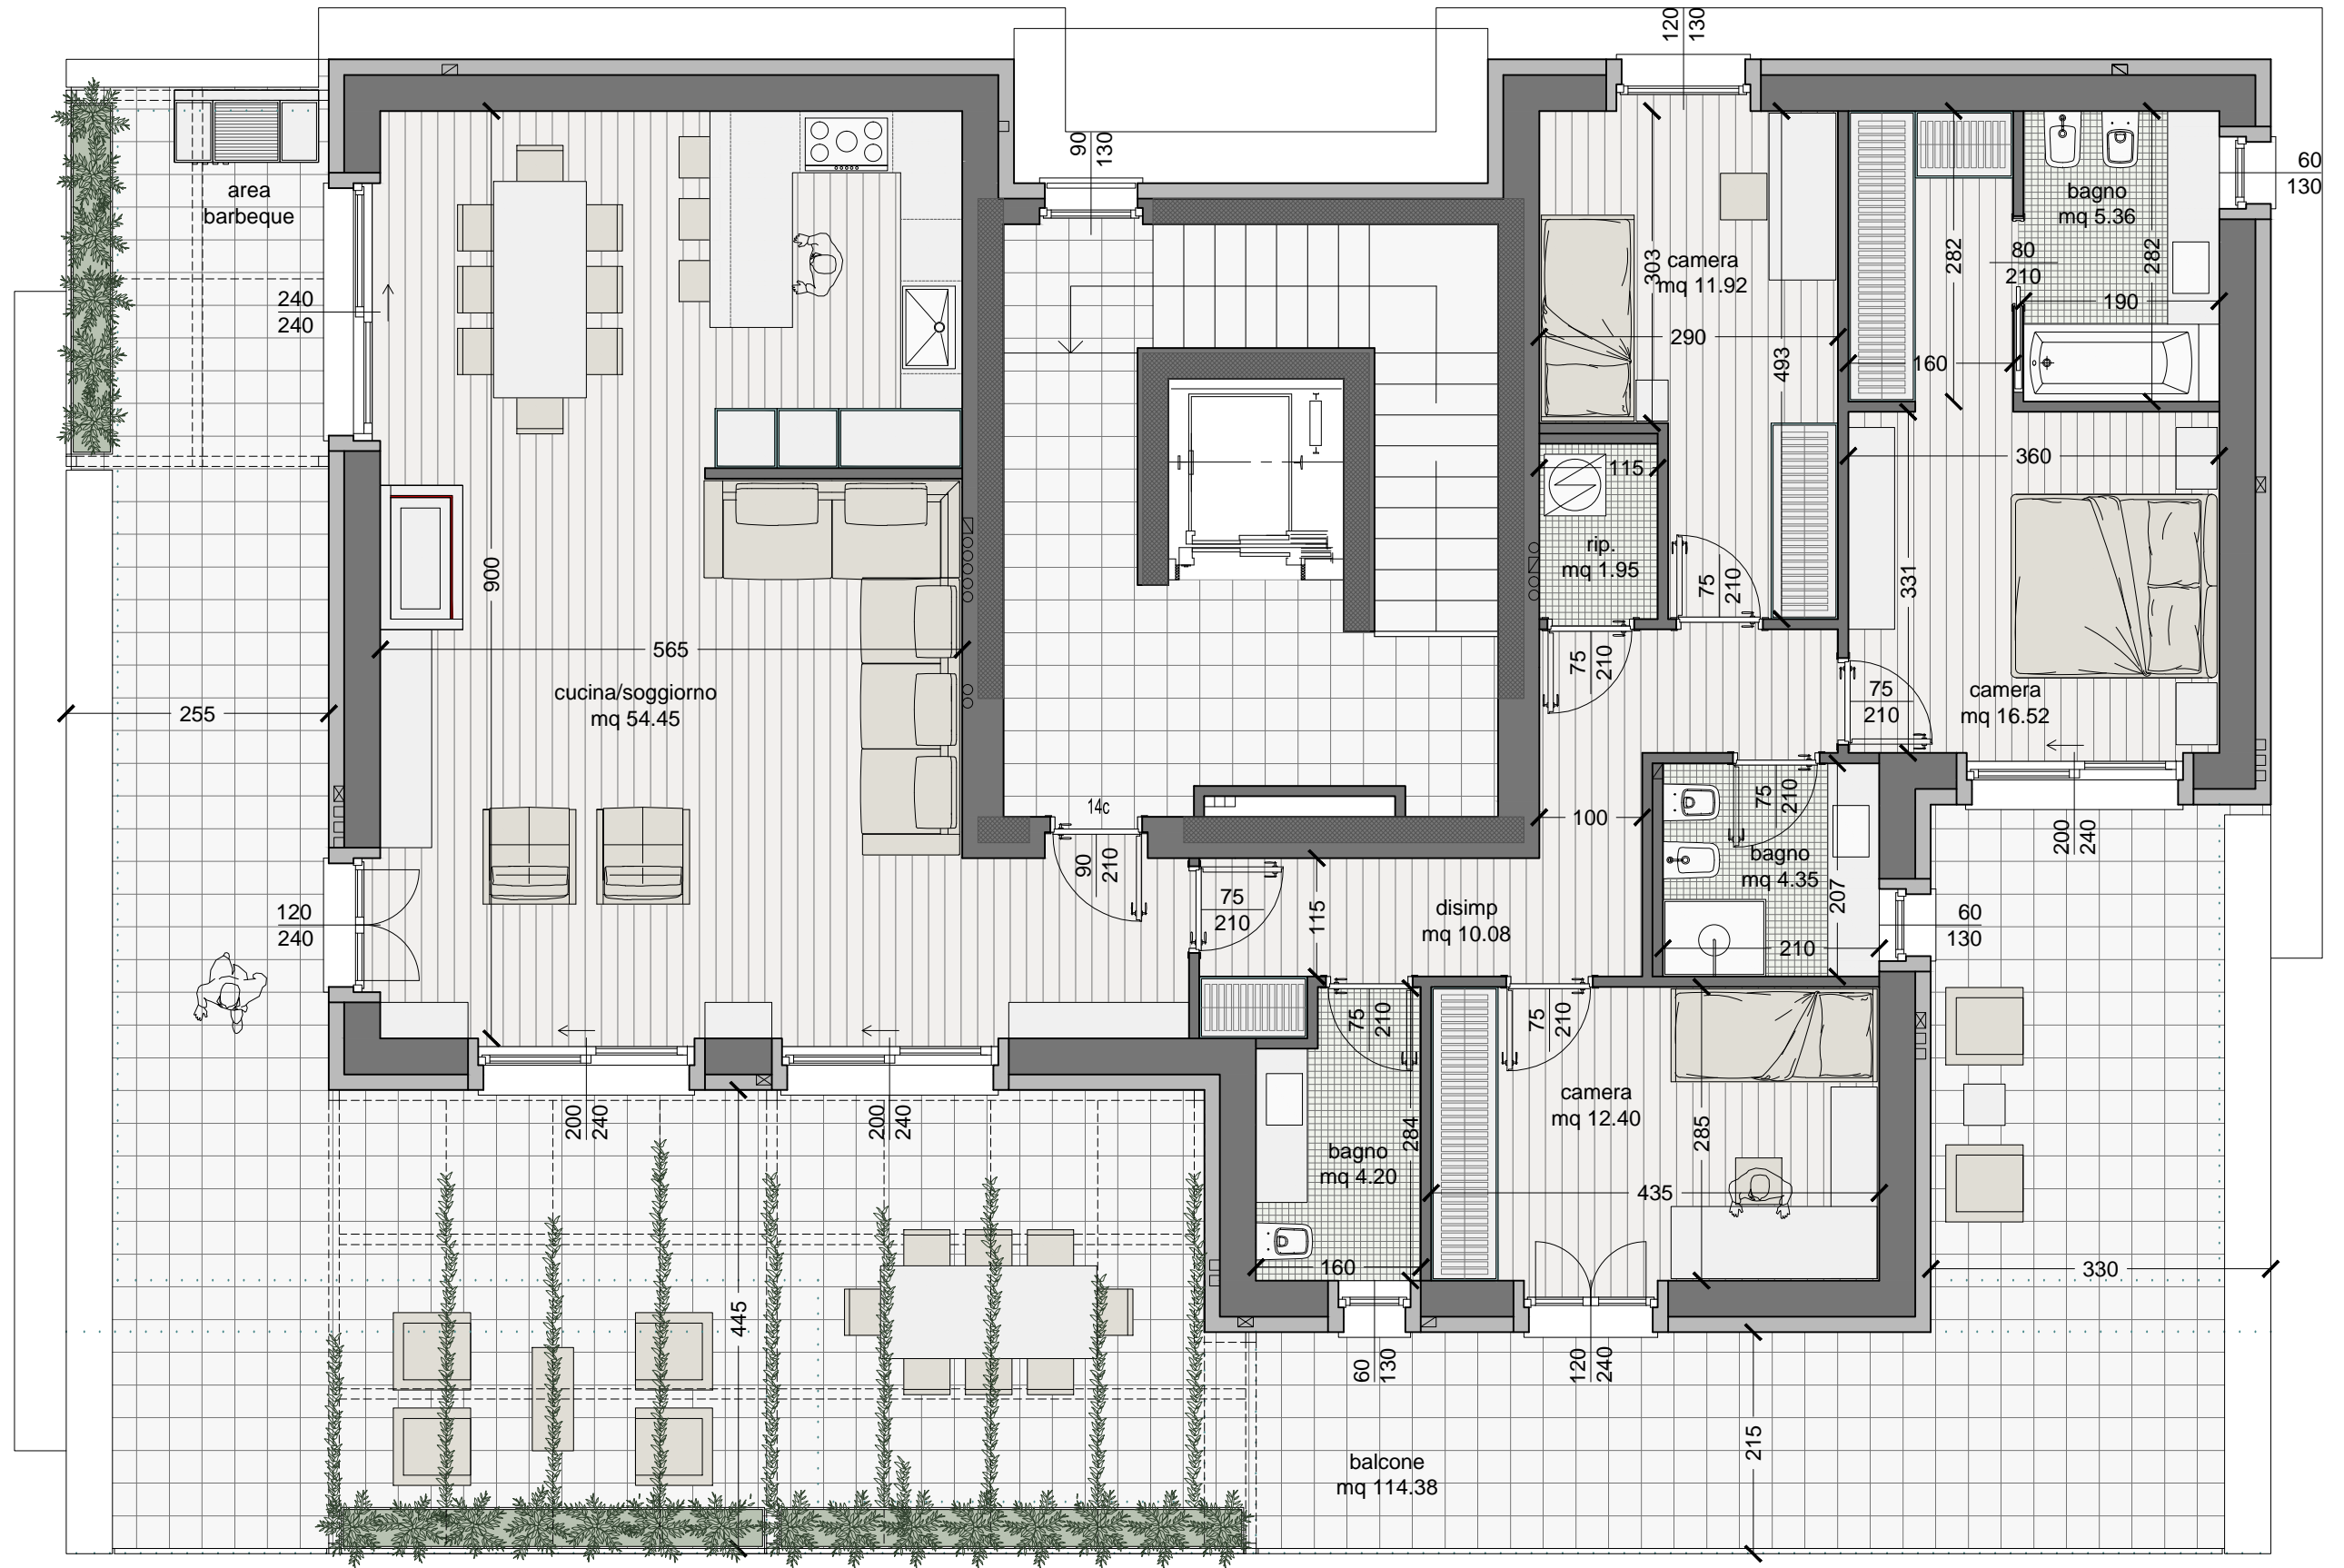 120
130
90
130
area
barbeque
60
130
bagno
mq 5.36
303
camera
mq 11.92
282
80
210
282
190
240
240
290
493
160
360
115
900
rip.
mq 1.95
75
210
331
565
75
210
cucina/soggiorno
mq 54.45
255
75
210
camera
mq 16.52
14c
100
75
210
200
240
90
210
bagno
mq 4.35
207
120
240
75
210
115
disimp
mq 10.08
210
60
130
75
210
75
210
200
240
200
240
284
camera
mq 12.40
285
bagno
mq 4.20
435
160
330
445
60
130
120
240
215
balcone
mq 114.38